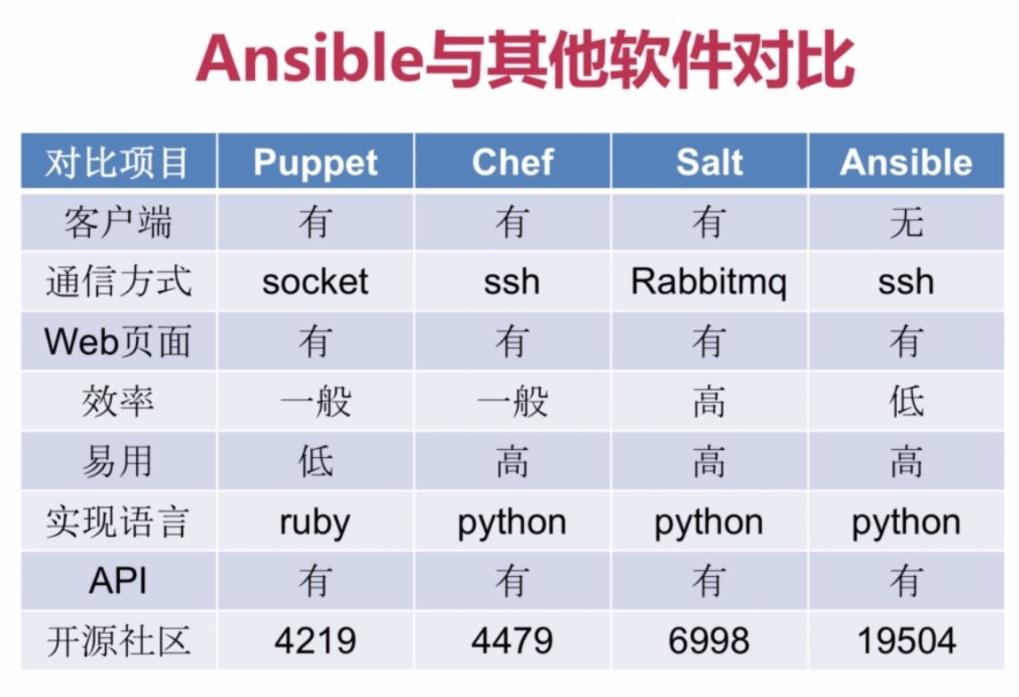 Ansible与其他软件对比
对比项目 Puppet Chef Salt Ansible
客户端 有 有 有 无
通信方式 socket ssh Rabbitmq ssh
Web页面 有 有 有 有
效率 一般 一般 高 低
易用 低 高 高 高
实现语言 ruby python python python
API 有 有 有 有
开源社区 4219 4479 6998 19504